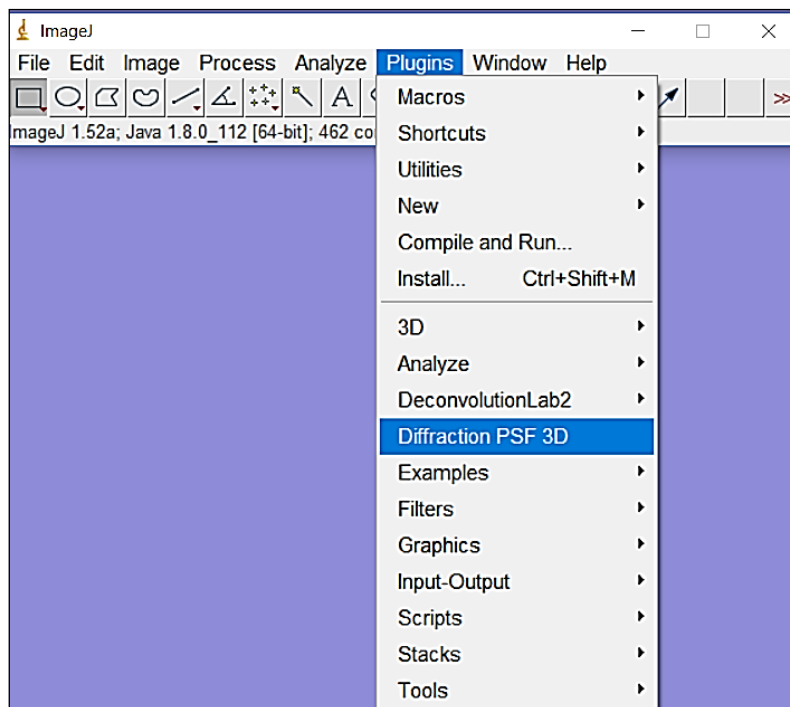 ImageJ
File Edit Image Process Analyze Plugins Window Help
A >>
ImageJ 1.52a; Java 1.8.0_112 [64-bit]; 462 co
Macros
Shortcuts
Utilities
New
Compile and Run...
Install... Ctrl+Shift+M
3D
Analyze
DeconvolutionLab2
Diffraction PSF 3D
Examples
Filters
Graphics
Input-Output
Scripts
Stacks
Tools